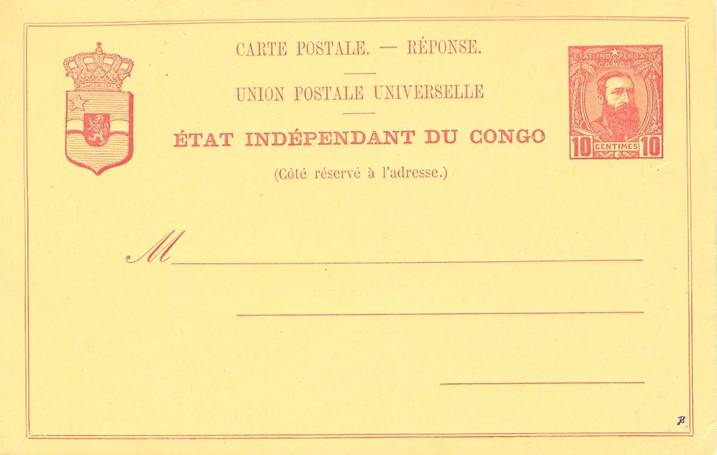 CARTE POSTALE. — RÉPONSE.
UNION POSTALE UNIVERSELLE
ÉTAT INDÉPENDANT DU CONGO
(Côté réservé à l'adresse.)
ETAT INDEPENDANT
CONGO
10 CENTIMES 10
M